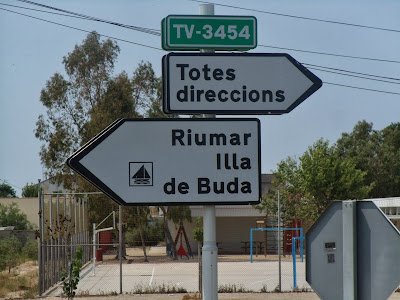 TV-3454
Totes
direccions
Riumar
Illa
de Buda